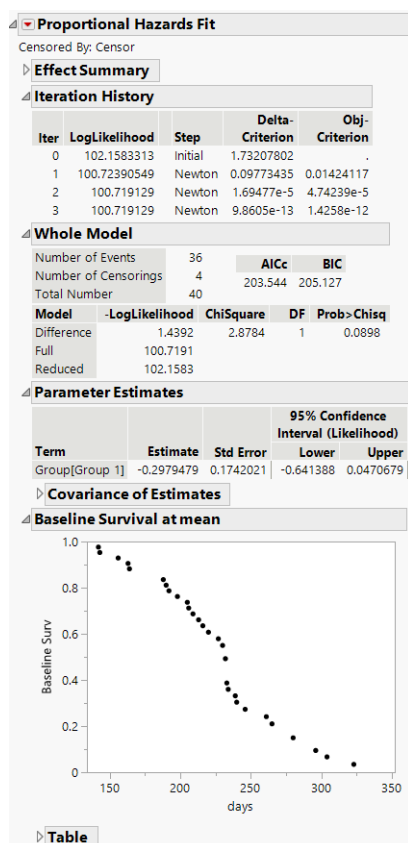 Proportional Hazards Fit
Censored By: Censor
Effect Summary
Iteration History
Delta- Obj-
Iter LogLikelihood Step Criterion Criterion
0 102.1583313 Initial 1.73207802 .
1 100.72390549 Newton 0.09773435 0.01424117
2 100.719129 Newton 1.69477e-5 4.74239e-5
3 100.719129 Newton 9.8605e-13 1.4258e-12
Whole Model
Number of Events 36
Number of Censorings 4
Total Number 40
AICc BIC
203.544 205.127
Model -LogLikelihood ChiSquare DF Prob>Chisq
Difference 1.4392 2.8784 1 0.0898
Full 100.7191
Reduced 102.1583
Parameter Estimates
95% Confidence
Interval (Likelihood)
Term Estimate Std Error Lower Upper
Group[Group 1] -0.2979479 0.1742021 -0.641388 0.0470679
Covariance of Estimates
Baseline Survival at mean
1.0
0.8
0.6
0.4
0.2
0
Baseline Surv
150 200 250 300 350
days
Table